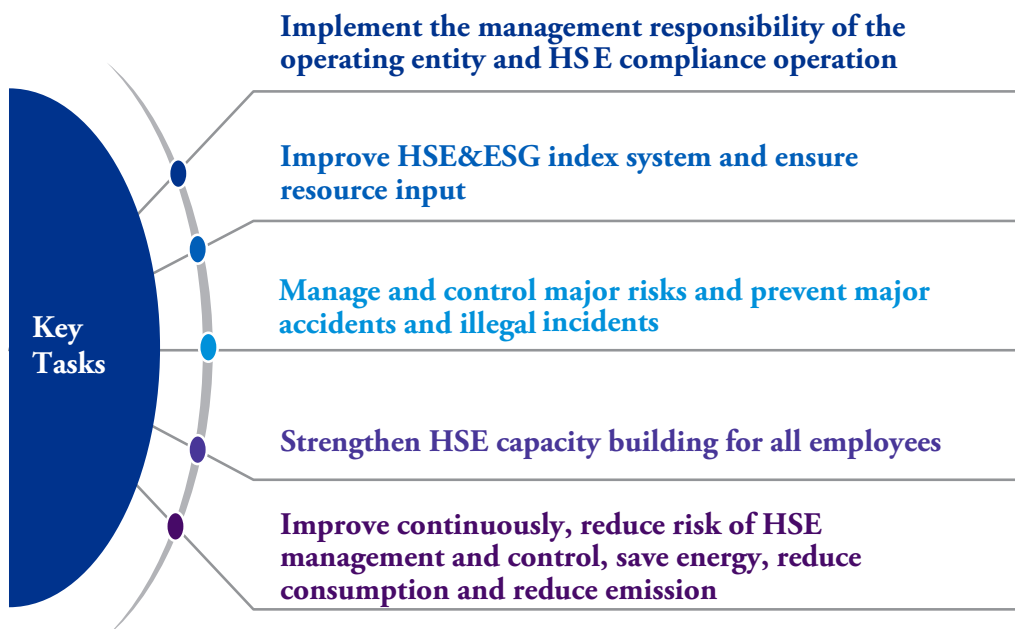 Implement the management responsibility of the
operating entity and HSE compliance operation
Improve HSE&ESG index system and ensure
resource input
Manage and control major risks and prevent major
accidents and illegal incidents
Key
Tasks
Strengthen HSE capacity building for all employees
Improve continuously, reduce risk of HSE
management and control, save energy, reduce
consumption and reduce emission